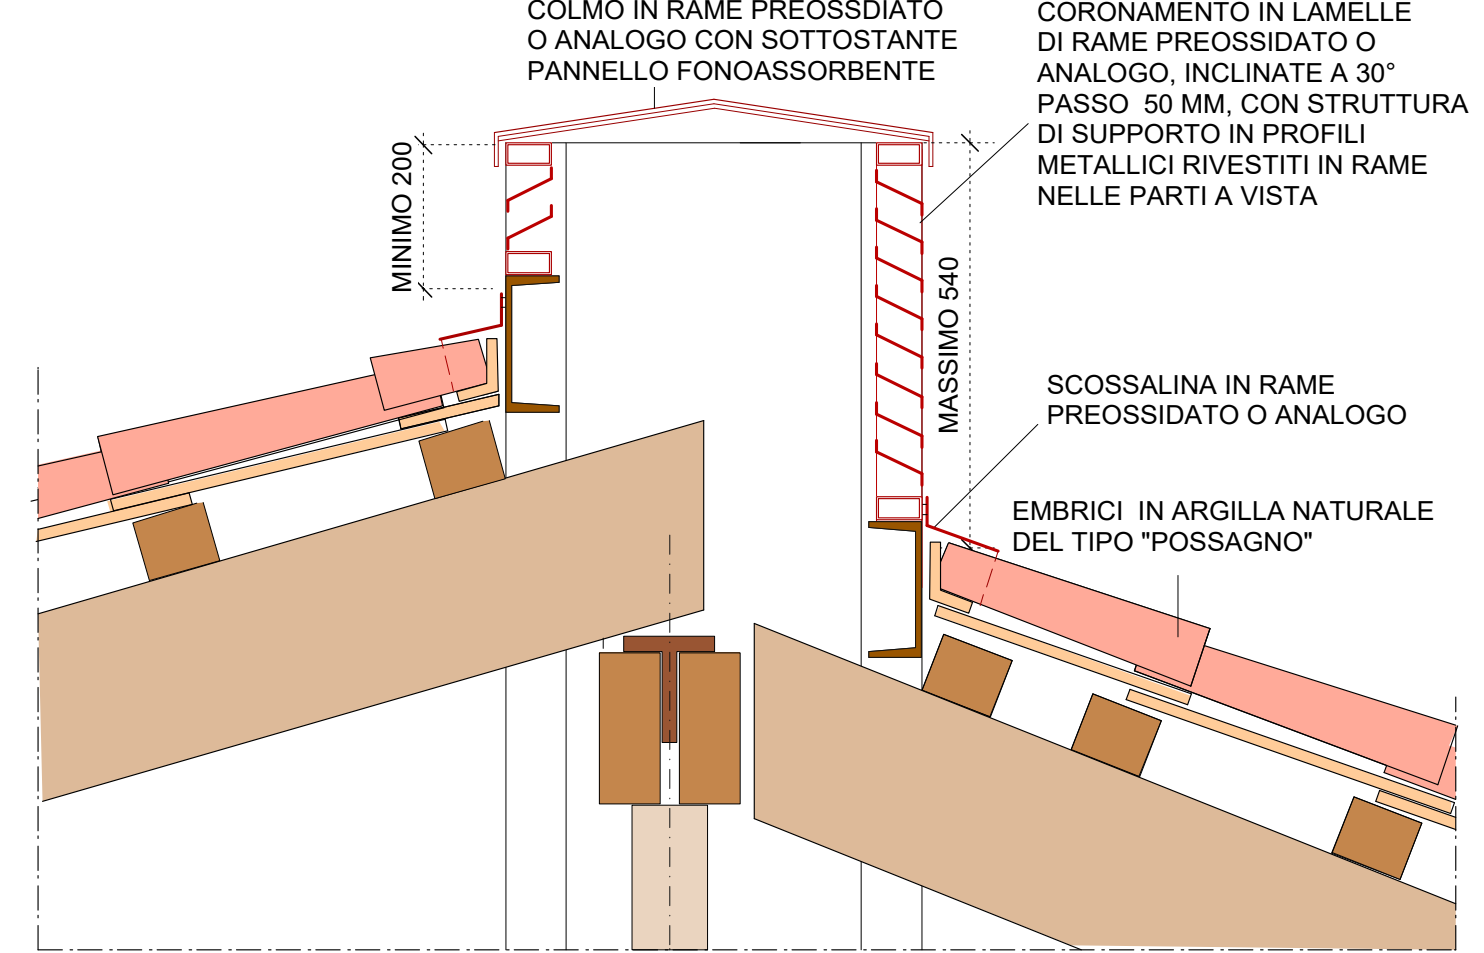 COLMO IN RAME PREOSSDIATO
O ANALOGO CON SOTTOSTANTE
PANNELLO FONOASSORBENTE
CORONAMENTO IN LAMELLE
DI RAME PREOSSIDATO O
ANALOGO, INCLINATE A 30°
PASSO  50 MM, CON STRUTTURA
DI SUPPORTO IN PROFILI
METALLICI RIVESTITI IN RAME
NELLE PARTI A VISTA
MINIMO 200
MASSIMO 540
SCOSSALINA IN RAME
PREOSSIDATO O ANALOGO
EMBRICI  IN ARGILLA NATURALE
DEL TIPO "POSSAGNO"